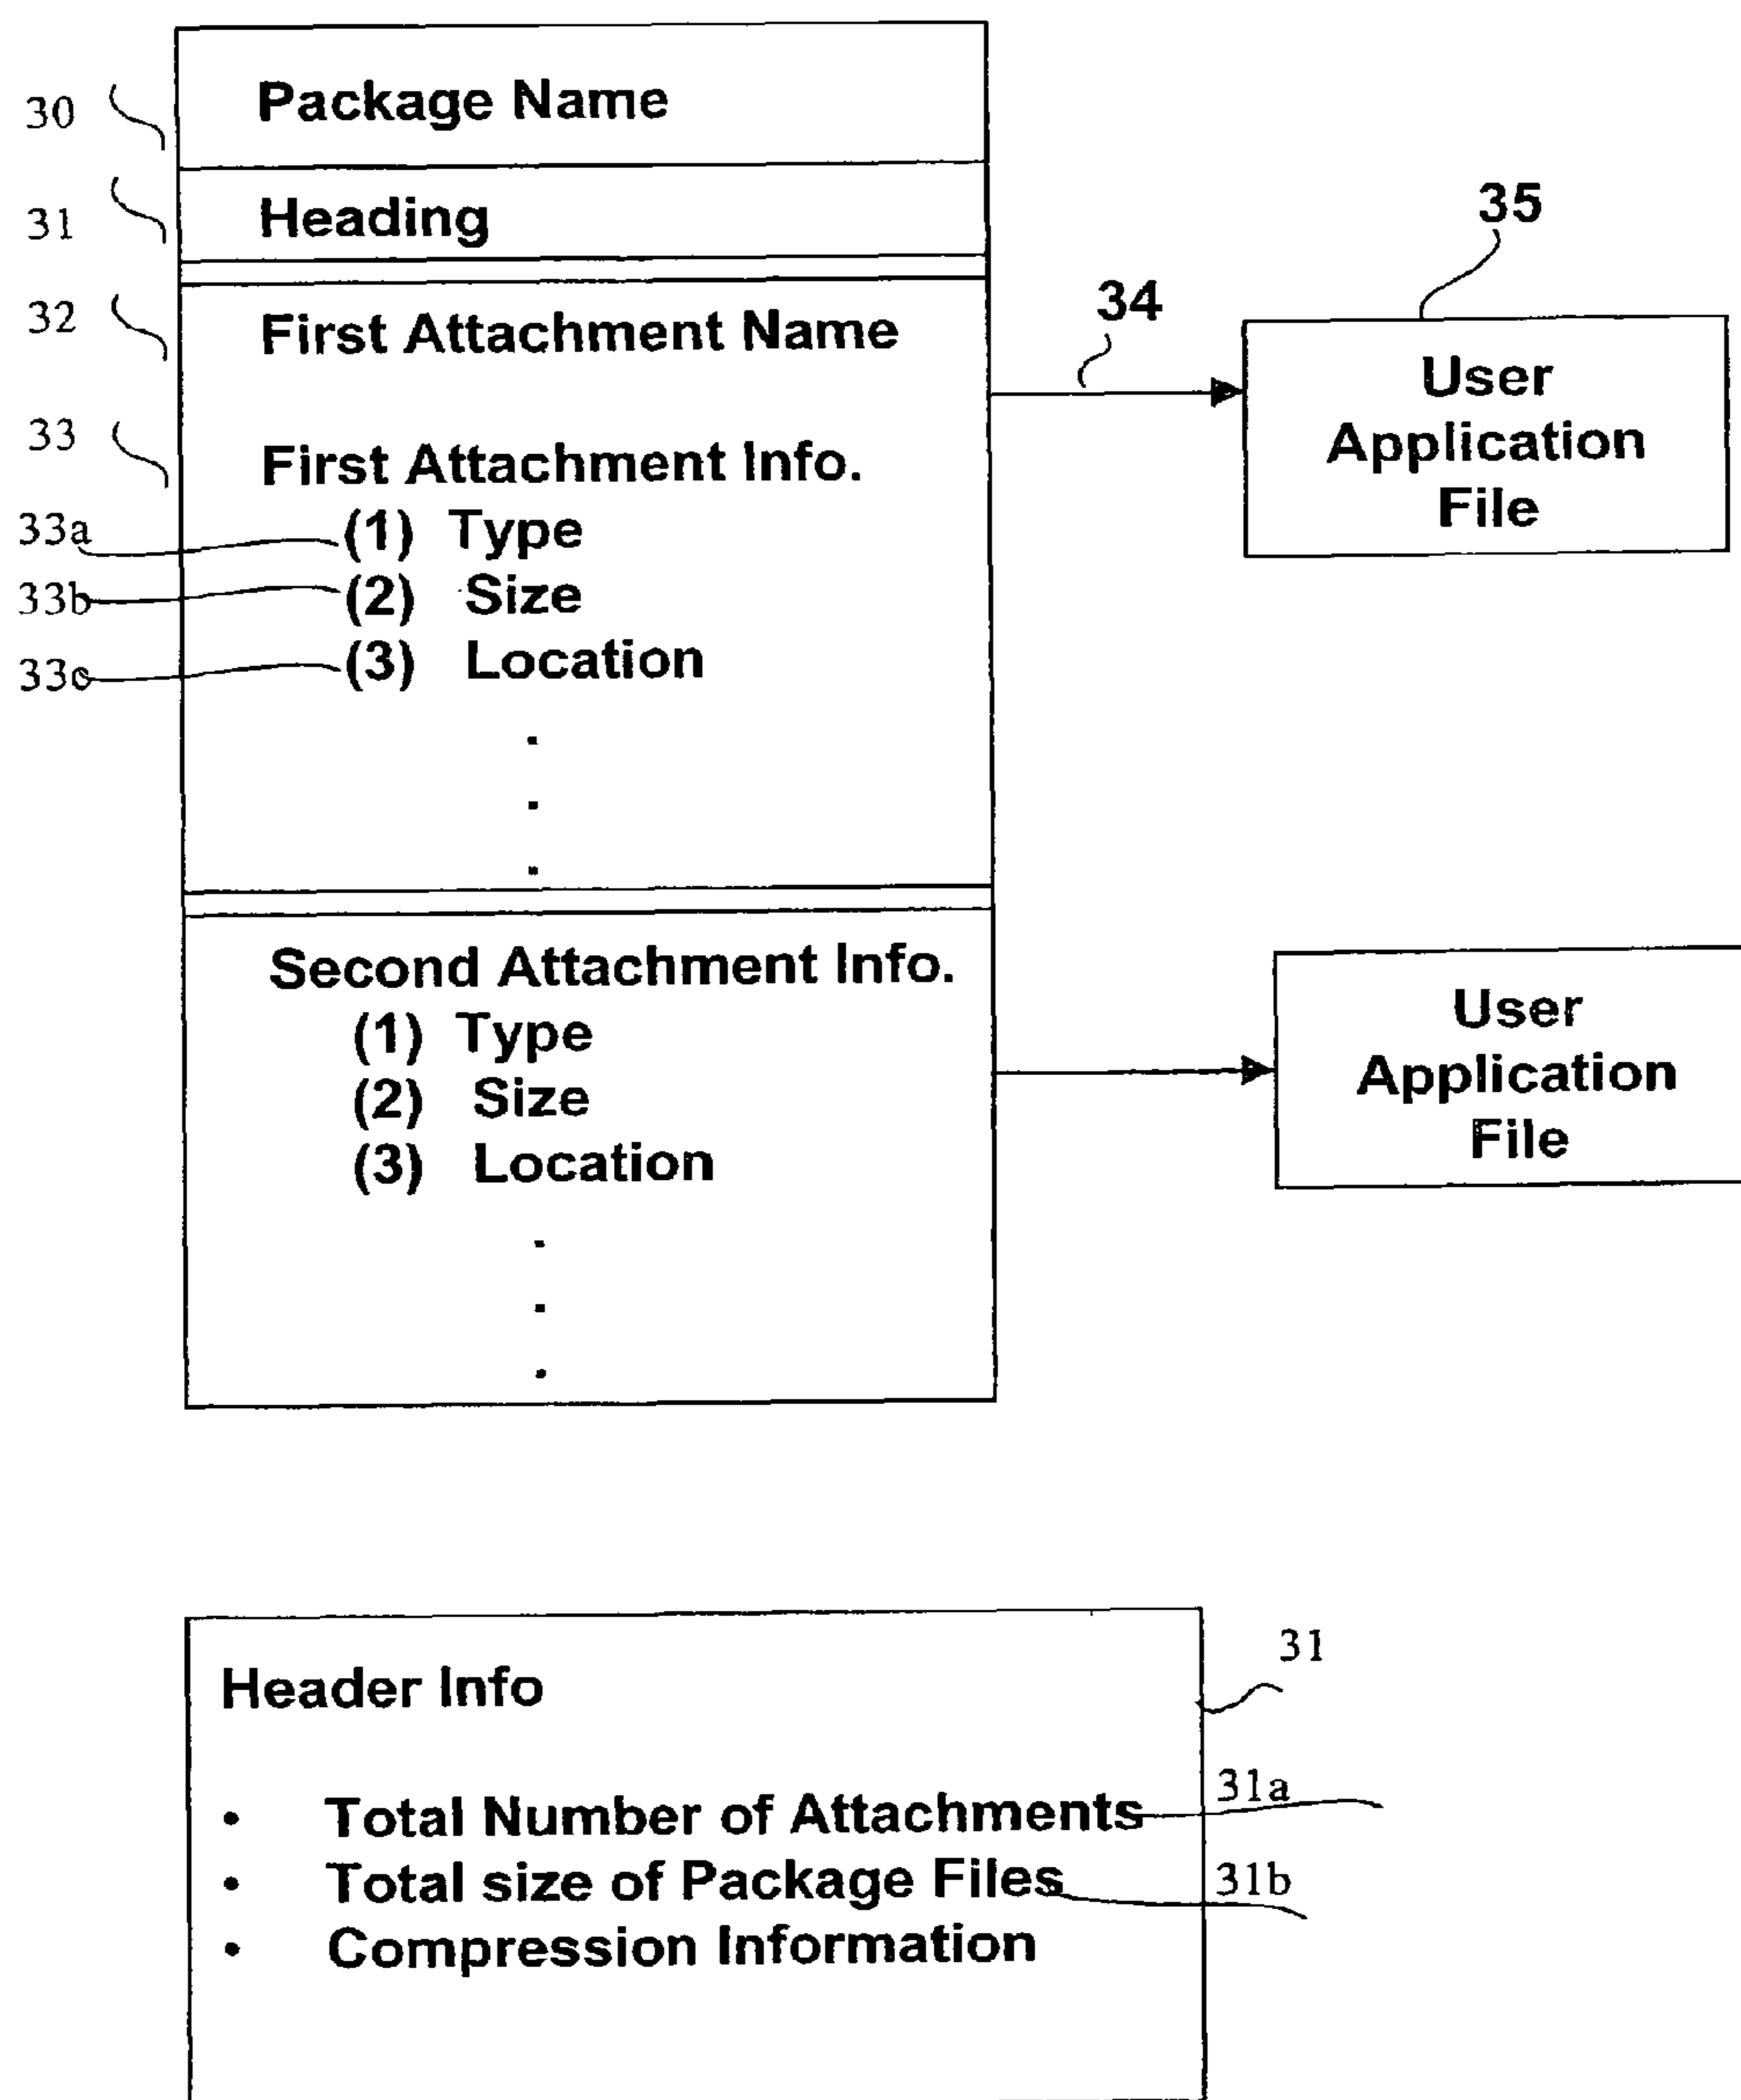 30
Package Name
31
Heading
35
32
First Attachment Name
34
User
Application
File
33
First Attachment Info.
33a
(1) Type
33b
(2) Size
33c
(3) Location
.
.
.
Second Attachment Info.
(1) Type
(2) Size
(3) Location
.
.
.
User
Application
File
Header Info
31
• Total Number of Attachments
31a
• Total size of Package Files
31b
• Compression Information